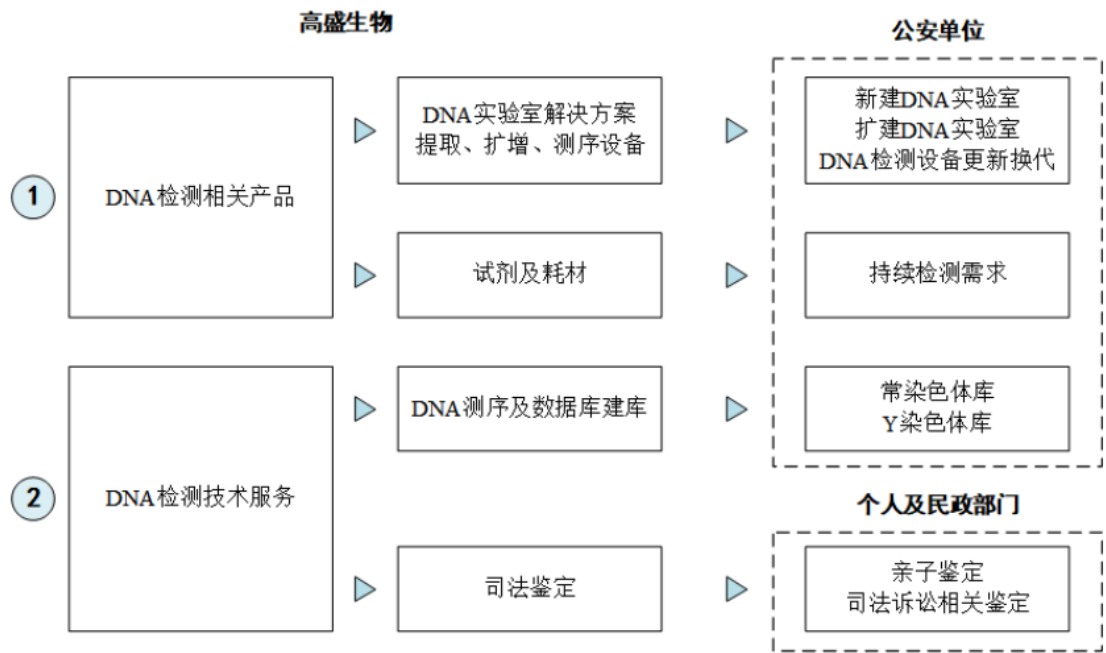 高盛生物
公安单位
1
DNA检测相关产品
DNA实验室解决方案
提取、扩增、测序设备
新建DNA实验室
扩建DNA实验室
DNA检测设备更新换代
试剂及耗材
持续检测需求
2
DNA检测技术服务
DNA测序及数据库建库
常染色体库
Y染色体库
个人及民政部门
司法鉴定
亲子鉴定
司法诉讼相关鉴定